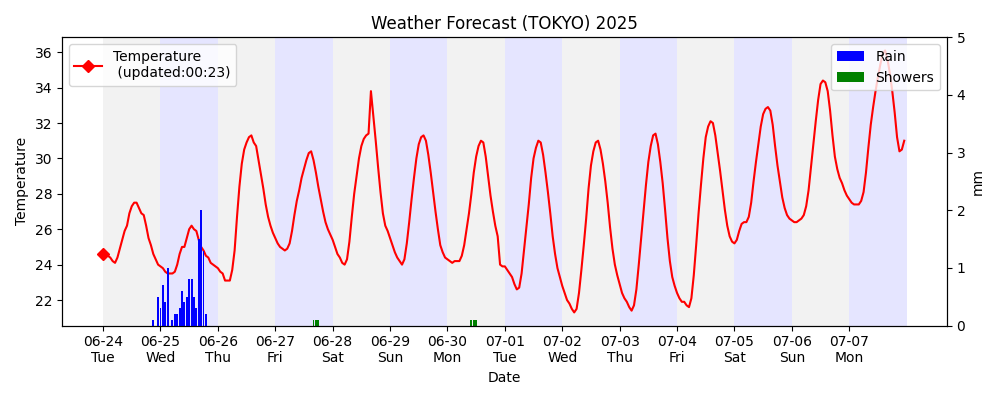 Weather Forecast (TOKYO) 2025
Temperature
(updated:00:23)
Rain
Showers
36
34
32
30
28
26
24
22
Temperature
5
4
3
2
1
0
mm
06-24 06-25 06-26 06-27 06-28 06-29 06-30 07-01 07-02 07-03 07-04 07-05 07-06 07-07
Tue Wed Thu Fri Sat Sun Mon Tue Wed Thu Fri Sat Sun Mon
Date